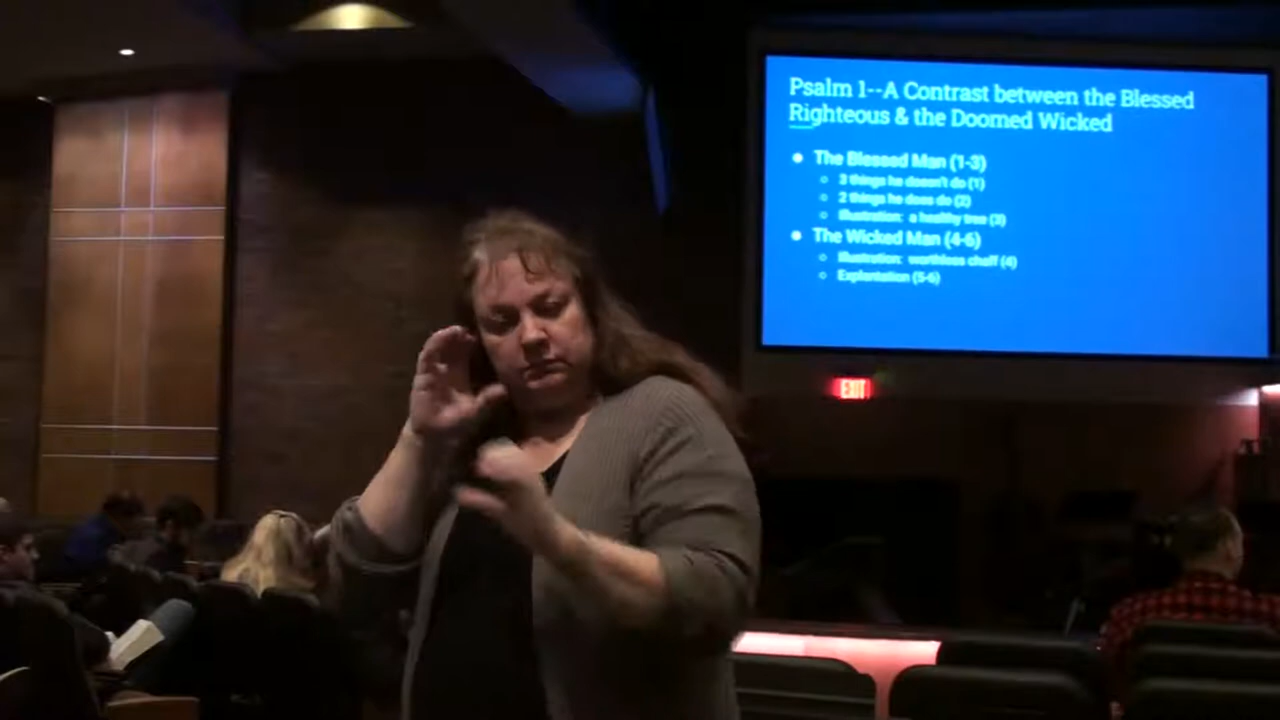 Psalm 1--A Contrast between the Blessed
Righteous & the Doomed Wicked
The Blessed Man (1-3)
3 things he doesn't do (1)
2 things he does do (2)
Illustration: a healthy tree (3)
The Wicked Man (4-6)
Illustration: worthless chaff (4)
Explantation (5-6)
EXIT